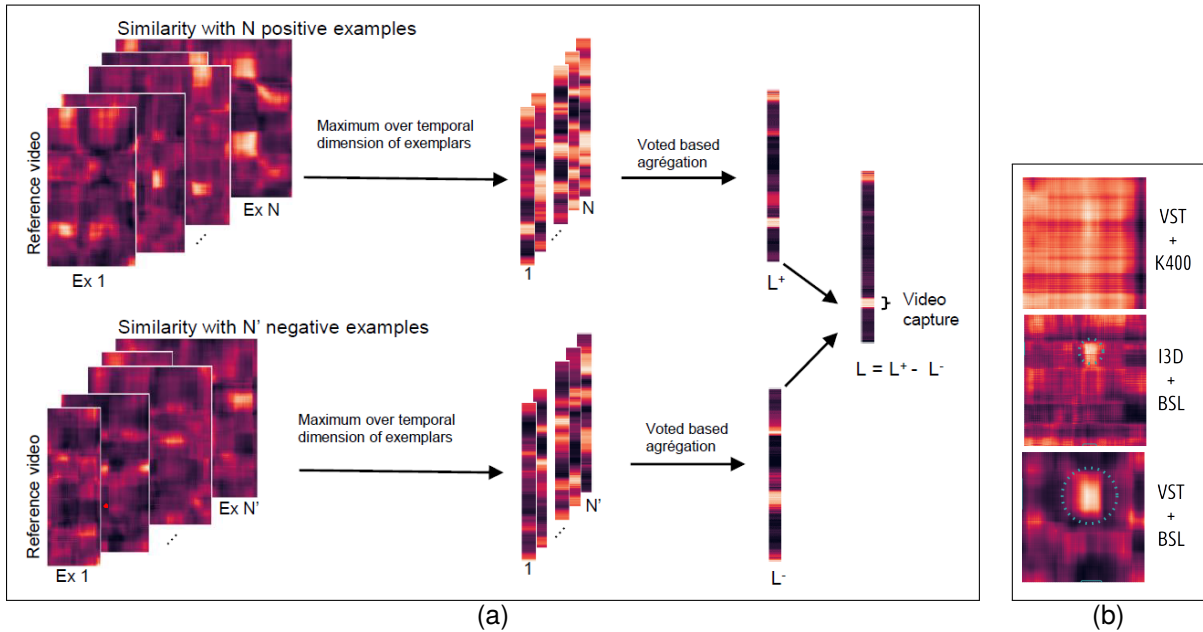 Similarity with N positive examples
Reference video
Ex 1
...
Ex N
Maximum over temporal
dimension of exemplars
1
...
N
Voted based
agrégation
L+
Video
capture
L = L+ - L-
Similarity with N' negative examples
Reference video
Ex 1
...
Ex N'
Maximum over temporal
dimension of exemplars
1
...
N'
Voted based
agrégation
L-
(a)
VST
+
K400
I3D
+
BSL
VST
+
BSL
(b)